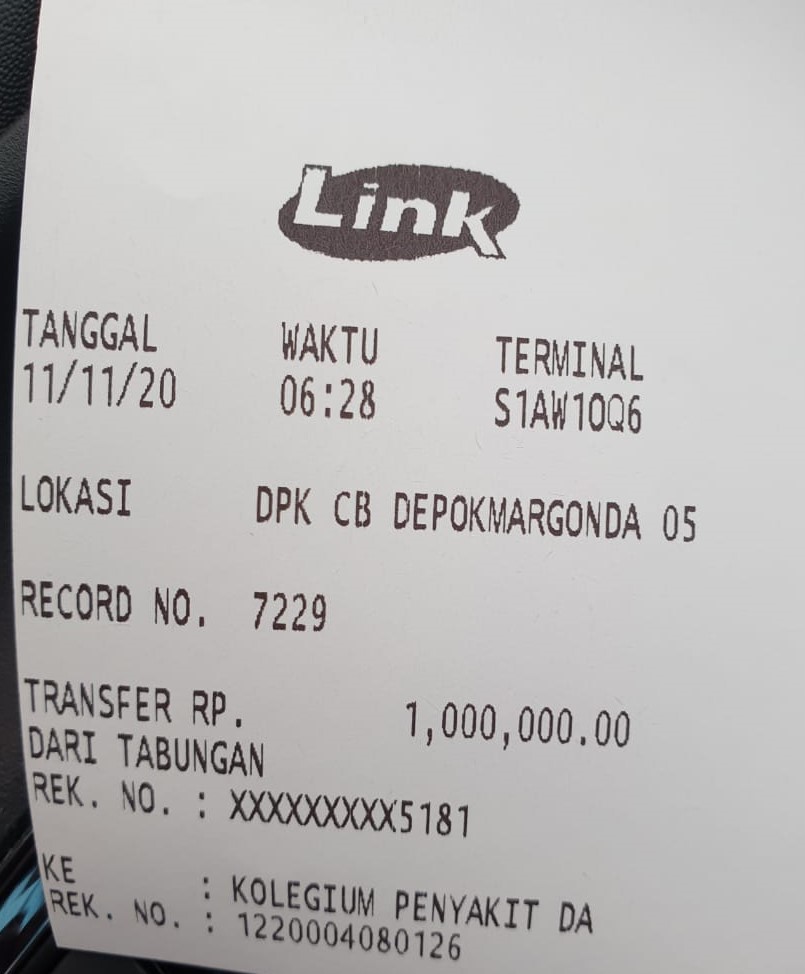 Link
TANGGAL WAKTU TERMINAL
11/11/20 06:28 S1AW10Q6
LOKASI DPK CB DEPOKMARGONDA 05
RECORD NO. 7229
TRANSFER RP. 1,000,000.00
DARI TABUNGAN
REK. NO. : XXXXXXXXX5181
KE : KOLEGIUM PENYAKIT DA
REK. NO. : 1220004080126